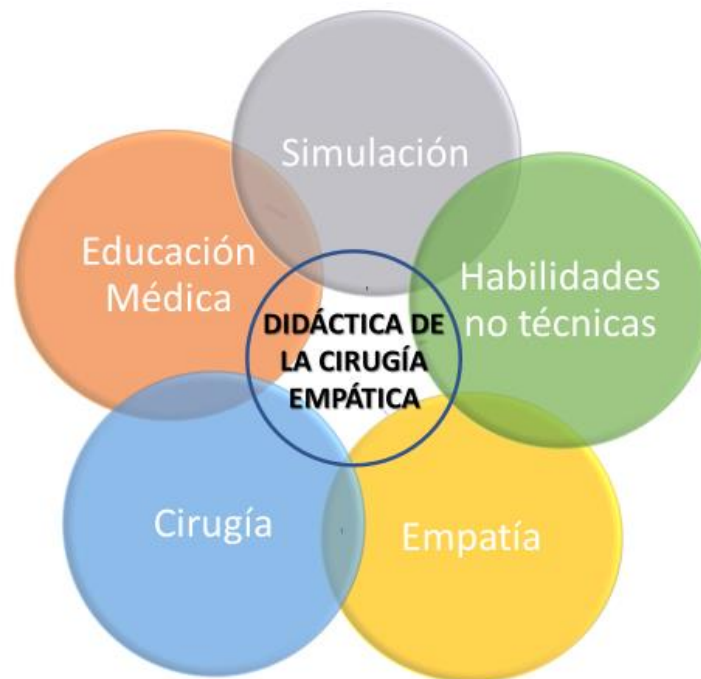 Simulación
Educación
Médica
Habilidades
no técnicas
DIDÁCTICA DE
LA CIRUGÍA
EMPÁTICA
Cirugía
Empatía